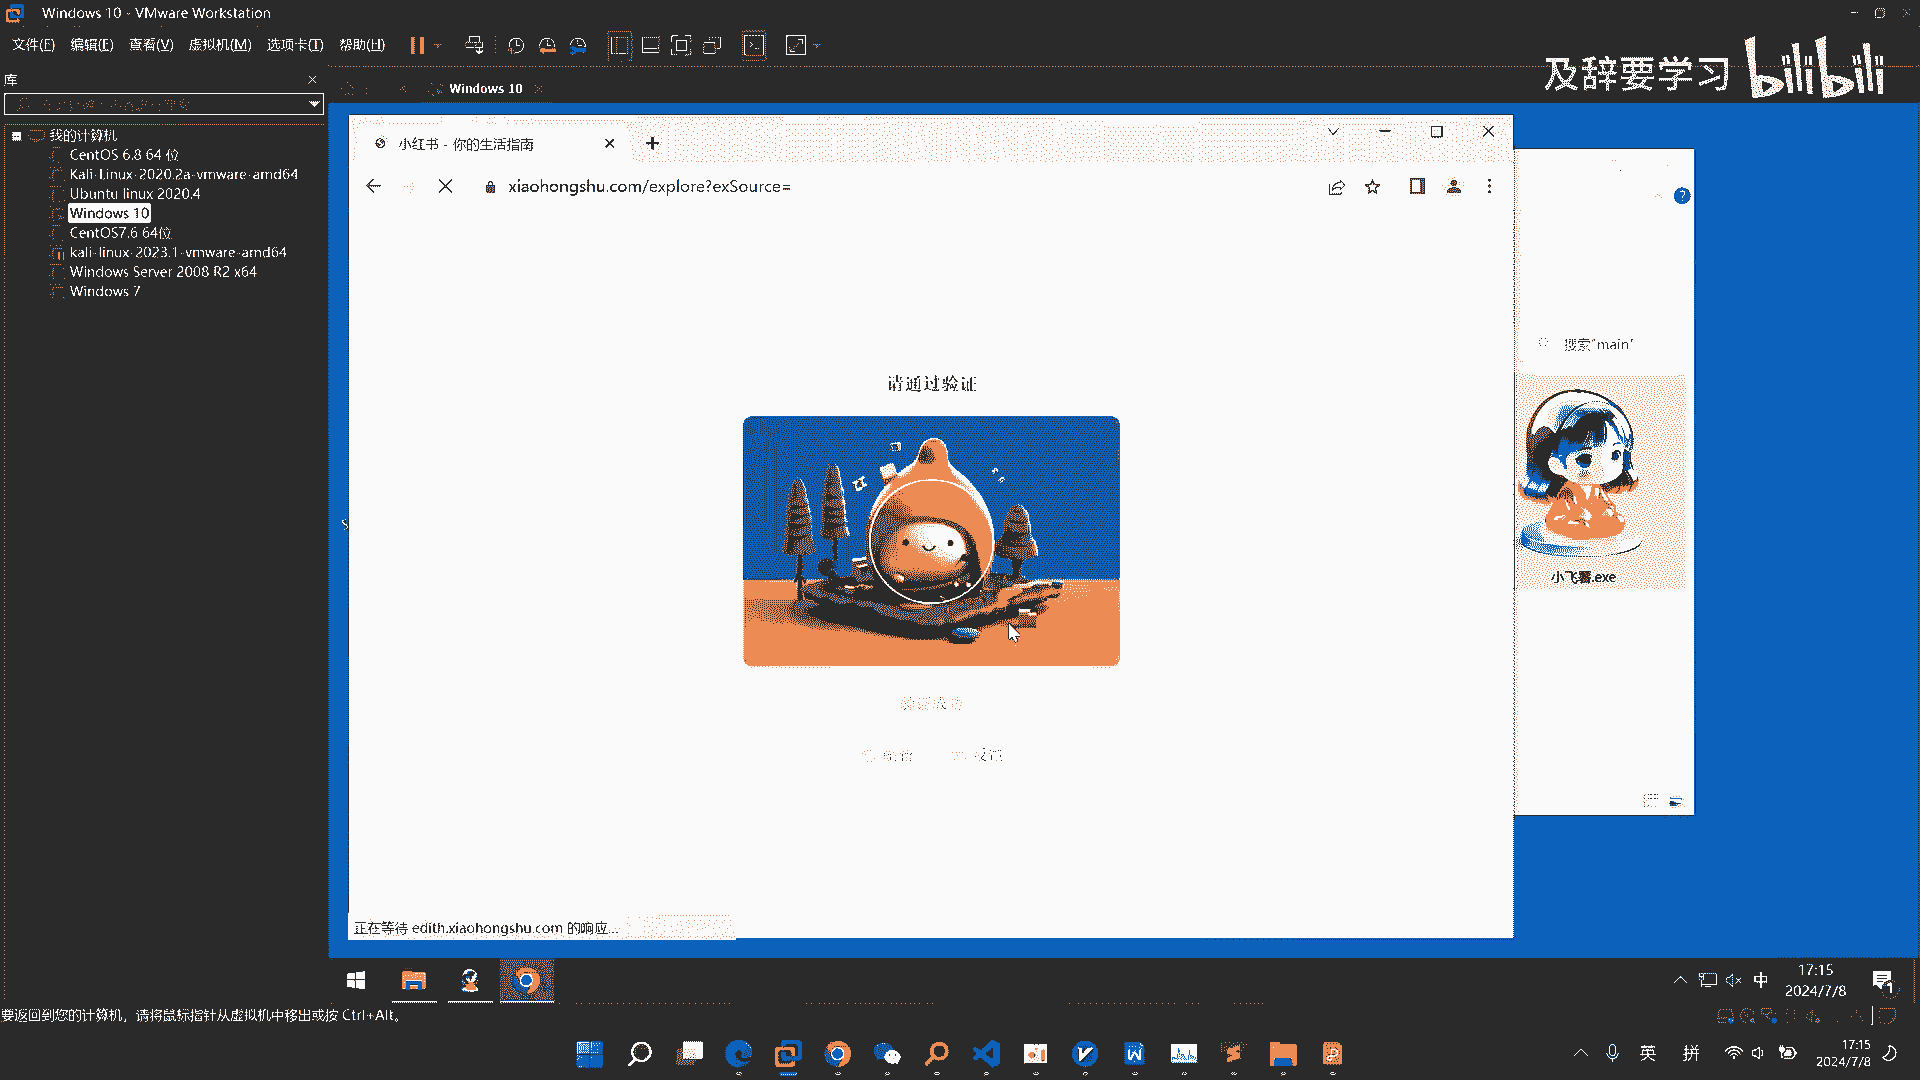 Windows 10 - VMware Workstation
文件(F) 编辑(E) 查看(V) 虚拟机(M) 选项卡(T) 帮助(H)
及辞要学习 bilibili
库
Windows 10
我的计算机
CentOS 6.8 64 位
Kali-Linux-2020.2a-vmware-amd64
Ubuntu linux 2020.4
Windows 10
CentOS7.6 64位
kali-linux-2023.1-vmware-amd64
Windows Server 2008 R2 x64
Windows 7
小红书 - 你的生活指南
xiaohongshu.com/explore?exSource=
搜索"main"
请通过验证
小飞薯.exe
验证成功
正在等待 edith.xiaohongshu.com 的响应...
中
17:15
2024/7/8
1
要返回到您的计算机，请将鼠标指针从虚拟机中移出或按 Ctrl+Alt。
英 拼
17:15
2024/7/8